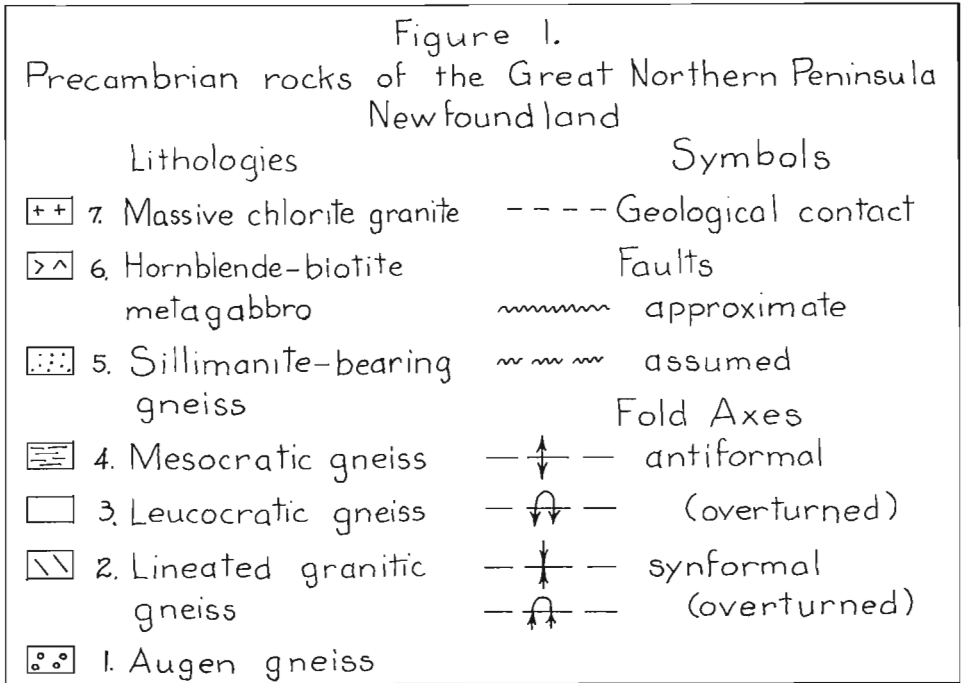 Figure 1.
Precambrian rocks of the Great Northern Peninsula
Newfoundland
Lithologies
7. Massive chlorite granite
6. Hornblende-biotite
metagabbro
5. Sillimanite-bearing
gneiss
4. Mesocratic gneiss
3. Leucocratic gneiss
2. Lineated granitic
gneiss
1. Augen gneiss
Symbols
Geological contact
Faults
approximate
assumed
Fold Axes
antiformal
(overturned)
synformal
(overturned)